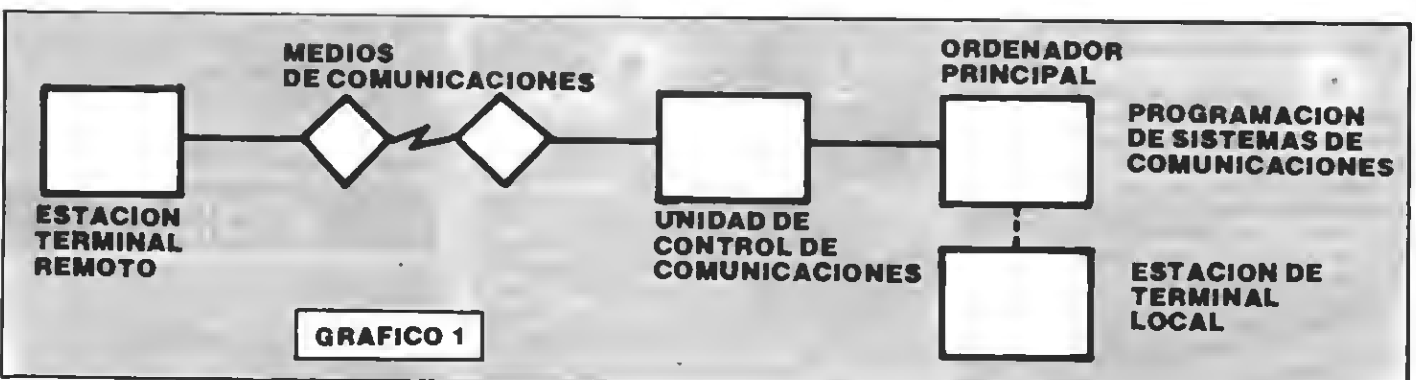 MEDIOS
DE COMUNICACIONES
ORDENADOR
PRINCIPAL
PROGRAMACION
DE SISTEMAS DE
COMUNICACIONES
ESTACION
TERMINAL
REMOTO
UNIDAD DE
CONTROL DE
COMUNICACIONES
ESTACION DE
TERMINAL
LOCAL
GRAFICO 1